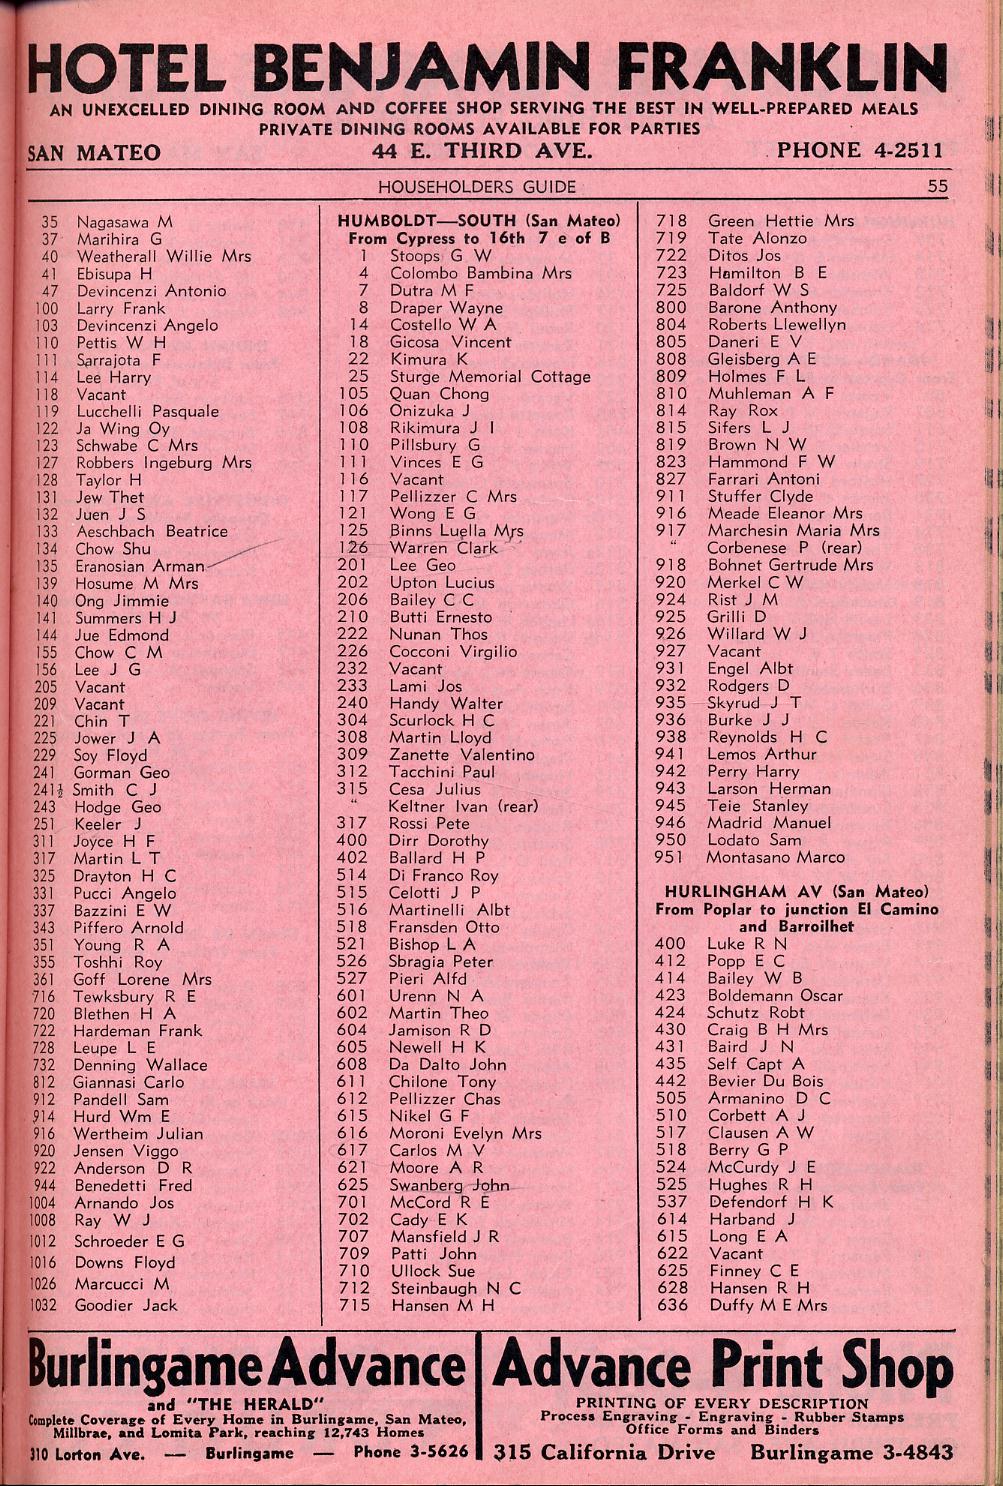 HOTEL BENJAMIN FRANKLIN
AN UNEXCELLED DINING ROOM AND COFFEE SHOP SERVING THE BEST IN WELL-PREPARED MEALS
PRIVATE DINING ROOMS AVAILABLE FOR PARTIES
SAN MATEO 44 E. THIRD AVE. PHONE 4-2511
HOUSEHOLDERS GUIDE 55
35 Nagasawa M
37 Marihira G
40 Weatherall Willie Mrs
41 Ebisupa H
47 Devincenzi Antonio
100 Larry Frank
103 Devincenzi Angelo
110 Pettis W H
111 Sarrajota F
114 Lee Harry
118 Vacant
119 Lucchelli Pasquale
122 Ja Wing Oy
123 Schwabe C Mrs
127 Robbers Ingeburg Mrs
128 Taylor H
131 Jew Thet
132 Juen J S
133 Aeschbach Beatrice
134 Chow Shu
135 Eranosian Arman
139 Hosume M Mrs
140 Ong Jimmie
141 Summers H J
144 Jue Edmond
155 Chow C M
156 Lee J G
205 Vacant
209 Vacant
221 Chin T
225 Jower J A
229 Soy Floyd
241 Gorman Geo
241½ Smith C J
243 Hodge Geo
251 Keeler J
311 Joyce H F
317 Martin L T
325 Drayton H C
331 Pucci Angelo
337 Bazzini E W
343 Piffero Arnold
351 Young R A
355 Toshhi Roy
361 Goff Lorene Mrs
716 Tewksbury R E
720 Blethen H A
722 Hardeman Frank
728 Leupe L E
732 Denning Wallace
812 Giannasi Carlo
912 Pandell Sam
914 Hurd Wm E
916 Wertheim Julian
920 Jensen Viggo
922 Anderson D R
944 Benedetti Fred
1004 Arnando Jos
1008 Ray W J
1012 Schroeder E G
1016 Downs Floyd
1026 Marcucci M
1032 Goodier Jack
HUMBOLDT—SOUTH (San Mateo)
From Cypress to 16th 7 e of B
1 Stoops G W
4 Colombo Bambina Mrs
7 Dutra M F
8 Draper Wayne
14 Costello W A
18 Gicosa Vincent
22 Kimura K
25 Sturge Memorial Cottage
105 Quan Chong
106 Onizuka J
108 Rikimura J I
110 Pillsbury G
111 Vinces E G
116 Vacant
117 Pellizzer C Mrs
121 Wong E G
125 Binns Luella Mrs
126 Warren Clark
201 Lee Geo
202 Upton Lucius
206 Bailey C C
210 Butti Ernesto
222 Nunan Thos
226 Cocconi Virgilio
232 Vacant
233 Lami Jos
240 Handy Walter
304 Scurlock H C
308 Martin Lloyd
309 Zanette Valentino
312 Tacchini Paul
315 Cesa Julius
“ Keltner Ivan (rear)
317 Rossi Pete
400 Dirr Dorothy
402 Ballard H P
514 Di Franco Roy
515 Celotti J P
516 Martinelli Albt
518 Fransden Otto
521 Bishop L A
526 Sbragia Peter
527 Pieri Alfd
601 Urenn N A
602 Martin Theo
604 Jamison R D
605 Newell H K
608 Da Dalto John
611 Chilone Tony
612 Pellizzer Chas
615 Nikel G F
616 Moroni Evelyn Mrs
617 Carlos M V
621 Moore A R
625 Swanberg John
701 McCord R E
702 Cady E K
707 Mansfield J R
709 Patti John
710 Ullock Sue
712 Steinbaugh N C
715 Hansen M H
718 Green Hettie Mrs
719 Tate Alonzo
722 Ditos Jos
723 Hamilton B E
725 Baldorf W S
800 Barone Anthony
804 Roberts Llewellyn
805 Daneri E V
808 Gleisberg A E
809 Holmes F L
810 Muhleman A F
814 Ray Rox
815 Sifers L J
819 Brown N W
823 Hammond F W
827 Farrari Antoni
911 Stuffer Clyde
916 Meade Eleanor Mrs
917 Marchesin Maria Mrs
“ Corbenese P (rear)
918 Bohnet Gertrude Mrs
920 Merkel C W
924 Rist J M
925 Grilli D
926 Willard W J
927 Vacant
931 Engel Albt
932 Rodgers D
935 Skyrud J T
936 Burke J J
938 Reynolds H C
941 Lemos Arthur
942 Perry Harry
943 Larson Herman
945 Teie Stanley
946 Madrid Manuel
950 Lodato Sam
951 Montasano Marco
HURLINGHAM AV (San Mateo)
From Poplar to junction El Camino
and Barroilhet
400 Luke R N
412 Popp E C
414 Bailey W B
423 Boldemann Oscar
424 Schutz Robt
430 Craig B H Mrs
431 Baird J N
435 Self Capt A
442 Bevier Du Bois
505 Armanino D C
510 Corbett A J
517 Clausen A W
518 Berry G P
524 McCurdy J E
525 Hughes R H
537 Defendorf H K
614 Harband J
615 Long E A
622 Vacant
625 Finney C E
628 Hansen R H
636 Duffy M E Mrs
Burlingame Advance
and "THE HERALD"
Complete Coverage of Every Home in Burlingame, San Mateo,
Millbrae, and Lomita Park, reaching 12,743 Homes
310 Lorton Ave. — Burlingame — Phone 3-5626
Advance Print Shop
PRINTING OF EVERY DESCRIPTION
Process Engraving - Engraving - Rubber Stamps
Office Forms and Binders
315 California Drive Burlingame 3-4843